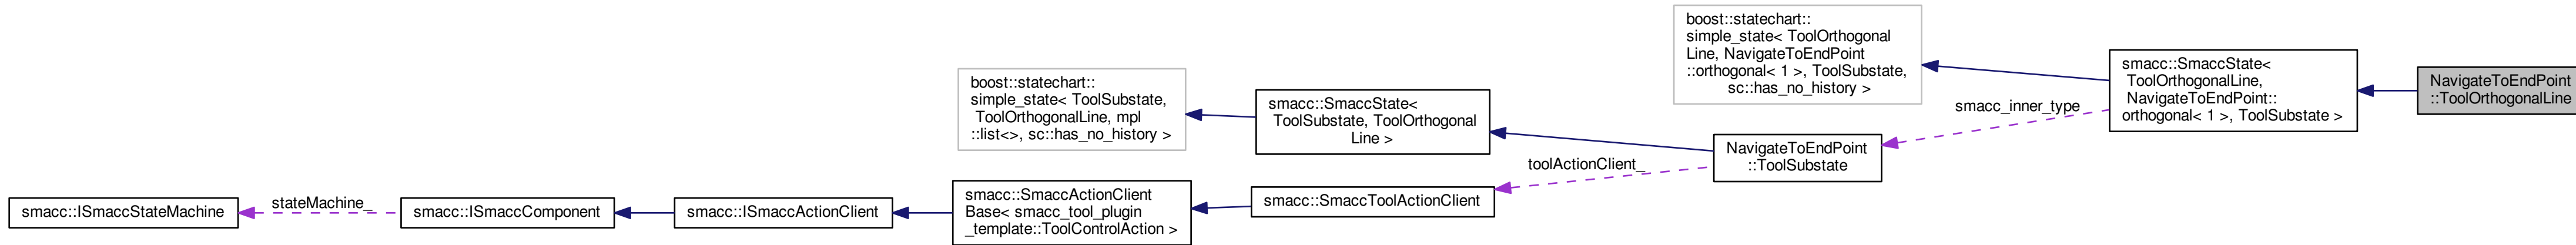 boost::statechart::
simple_state< ToolOrthogonal
Line, NavigateToEndPoint
::orthogonal< 1 >, ToolSubstate,
sc::has_no_history >
smacc::SmaccState<
ToolOrthogonalLine,
NavigateToEndPoint::
orthogonal< 1 >, ToolSubstate >
NavigateToEndPoint
::ToolOrthogonalLine
boost::statechart::
simple_state< ToolSubstate,
ToolOrthogonalLine, mpl
::list<>, sc::has_no_history >
smacc::SmaccState<
ToolSubstate, ToolOrthogonal
Line >
smacc_inner_type
NavigateToEndPoint
::ToolSubstate
toolActionClient_
smacc::ISmaccStateMachine
stateMachine_
smacc::ISmaccComponent
smacc::ISmaccActionClient
smacc::SmaccActionClient
Base< smacc_tool_plugin
_template::ToolControlAction >
smacc::SmaccToolActionClient